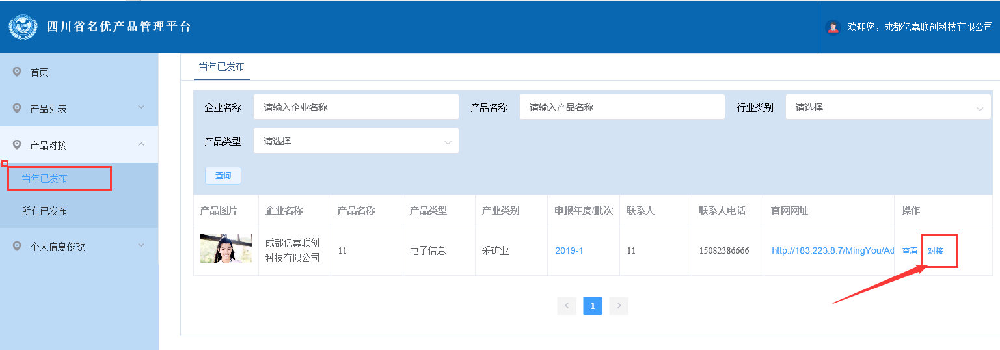 四川省名优产品管理平台
欢迎您，成都亿嘉联创科技有限公司
首页
产品列表
产品对接
当年已发布
所有已发布
个人信息修改
当年已发布
企业名称 请输入企业名称 产品名称 请输入产品名称 行业类别 请选择
产品类型 请选择
查询
产品图片 企业名称 产品名称 产品类型 产业类别 申报年度/批次 联系人 联系人电话 官网网址 操作
成都亿嘉联创
科技有限公司
11 电子信息 采矿业 2019-1 11 15082386666 http://183.223.8.7/MingYou/Ad 查看 对接
1